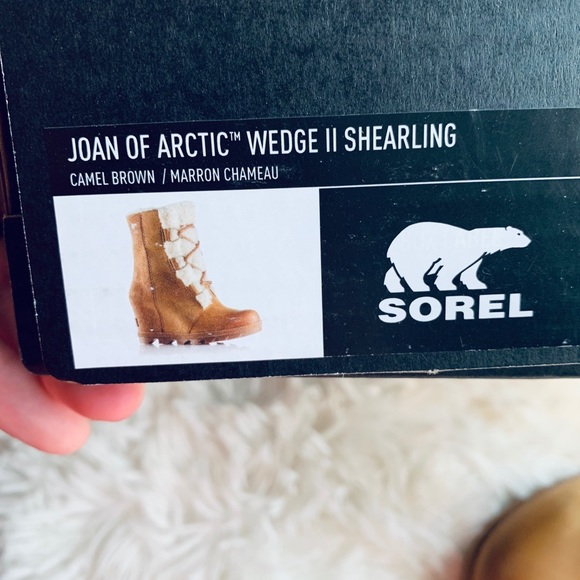 JOAN OF ARCTIC™ WEDGE II SHEARLING
CAMEL BROWN / MARRON CHAMEAU
SOREL